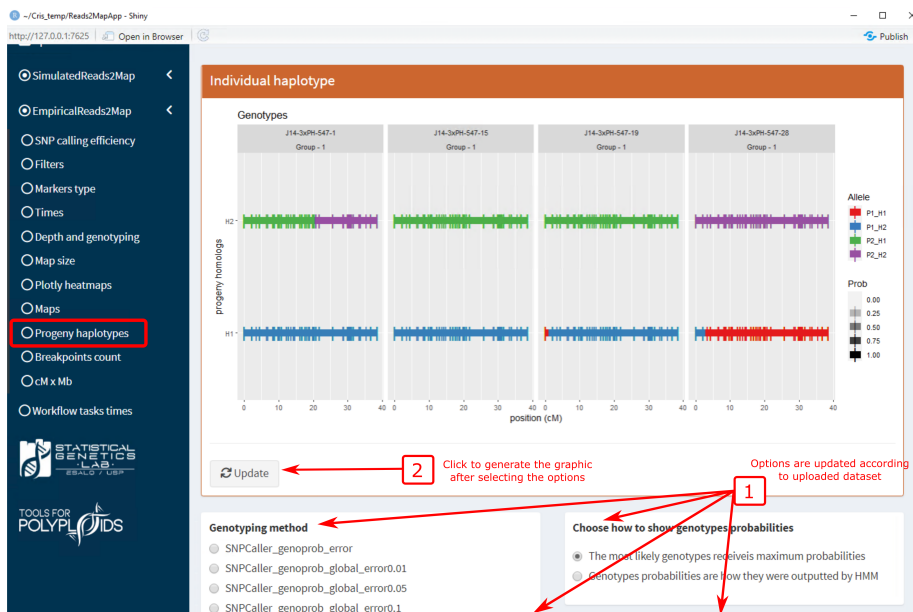 ~/Cris_temp/Reads2MapApp - Shiny
http://127.0.0.1:7625 Open in Browser Publish
SimulatedReads2Map
EmpiricalReads2Map
SNP calling efficiency
Filters
Markers type
Times
Depth and genotyping
Map size
Plotly heatmaps
Maps
Progeny haplotypes
Breakpoints count
cM x Mb
Workflow tasks times
STATISTICAL
GENETICS
·LAB·
ESALQ / USP
TOOLS FOR
POLYPLOIDS
Individual haplotype
Genotypes
J14-3xPH-547-1 J14-3xPH-547-15 J14-3xPH-547-19 J14-3xPH-547-28
Group - 1 Group - 1 Group - 1 Group - 1
H2
H1
progeny homologs
0 10 20 30 40 0 10 20 30 40 0 10 20 30 40 0 10 20 30 40
position (cM)
Allele
P1_H1
P1_H2
P2_H1
P2_H2
Prob
0.00
0.25
0.50
0.75
1.00
Update
2
Click to generate the graphic
after selecting the options
1
Options are updated according
to uploaded dataset
Genotyping method
SNPCaller_genoprob_error
SNPCaller_genoprob_global_error0.01
SNPCaller_genoprob_global_error0.05
SNPCaller_genoprob_global_error0.1
Choose how to show genotypes probabilities
The most likely genotypes receiveis maximum probabilities
Genotypes probabilities are how they were outputted by HMM